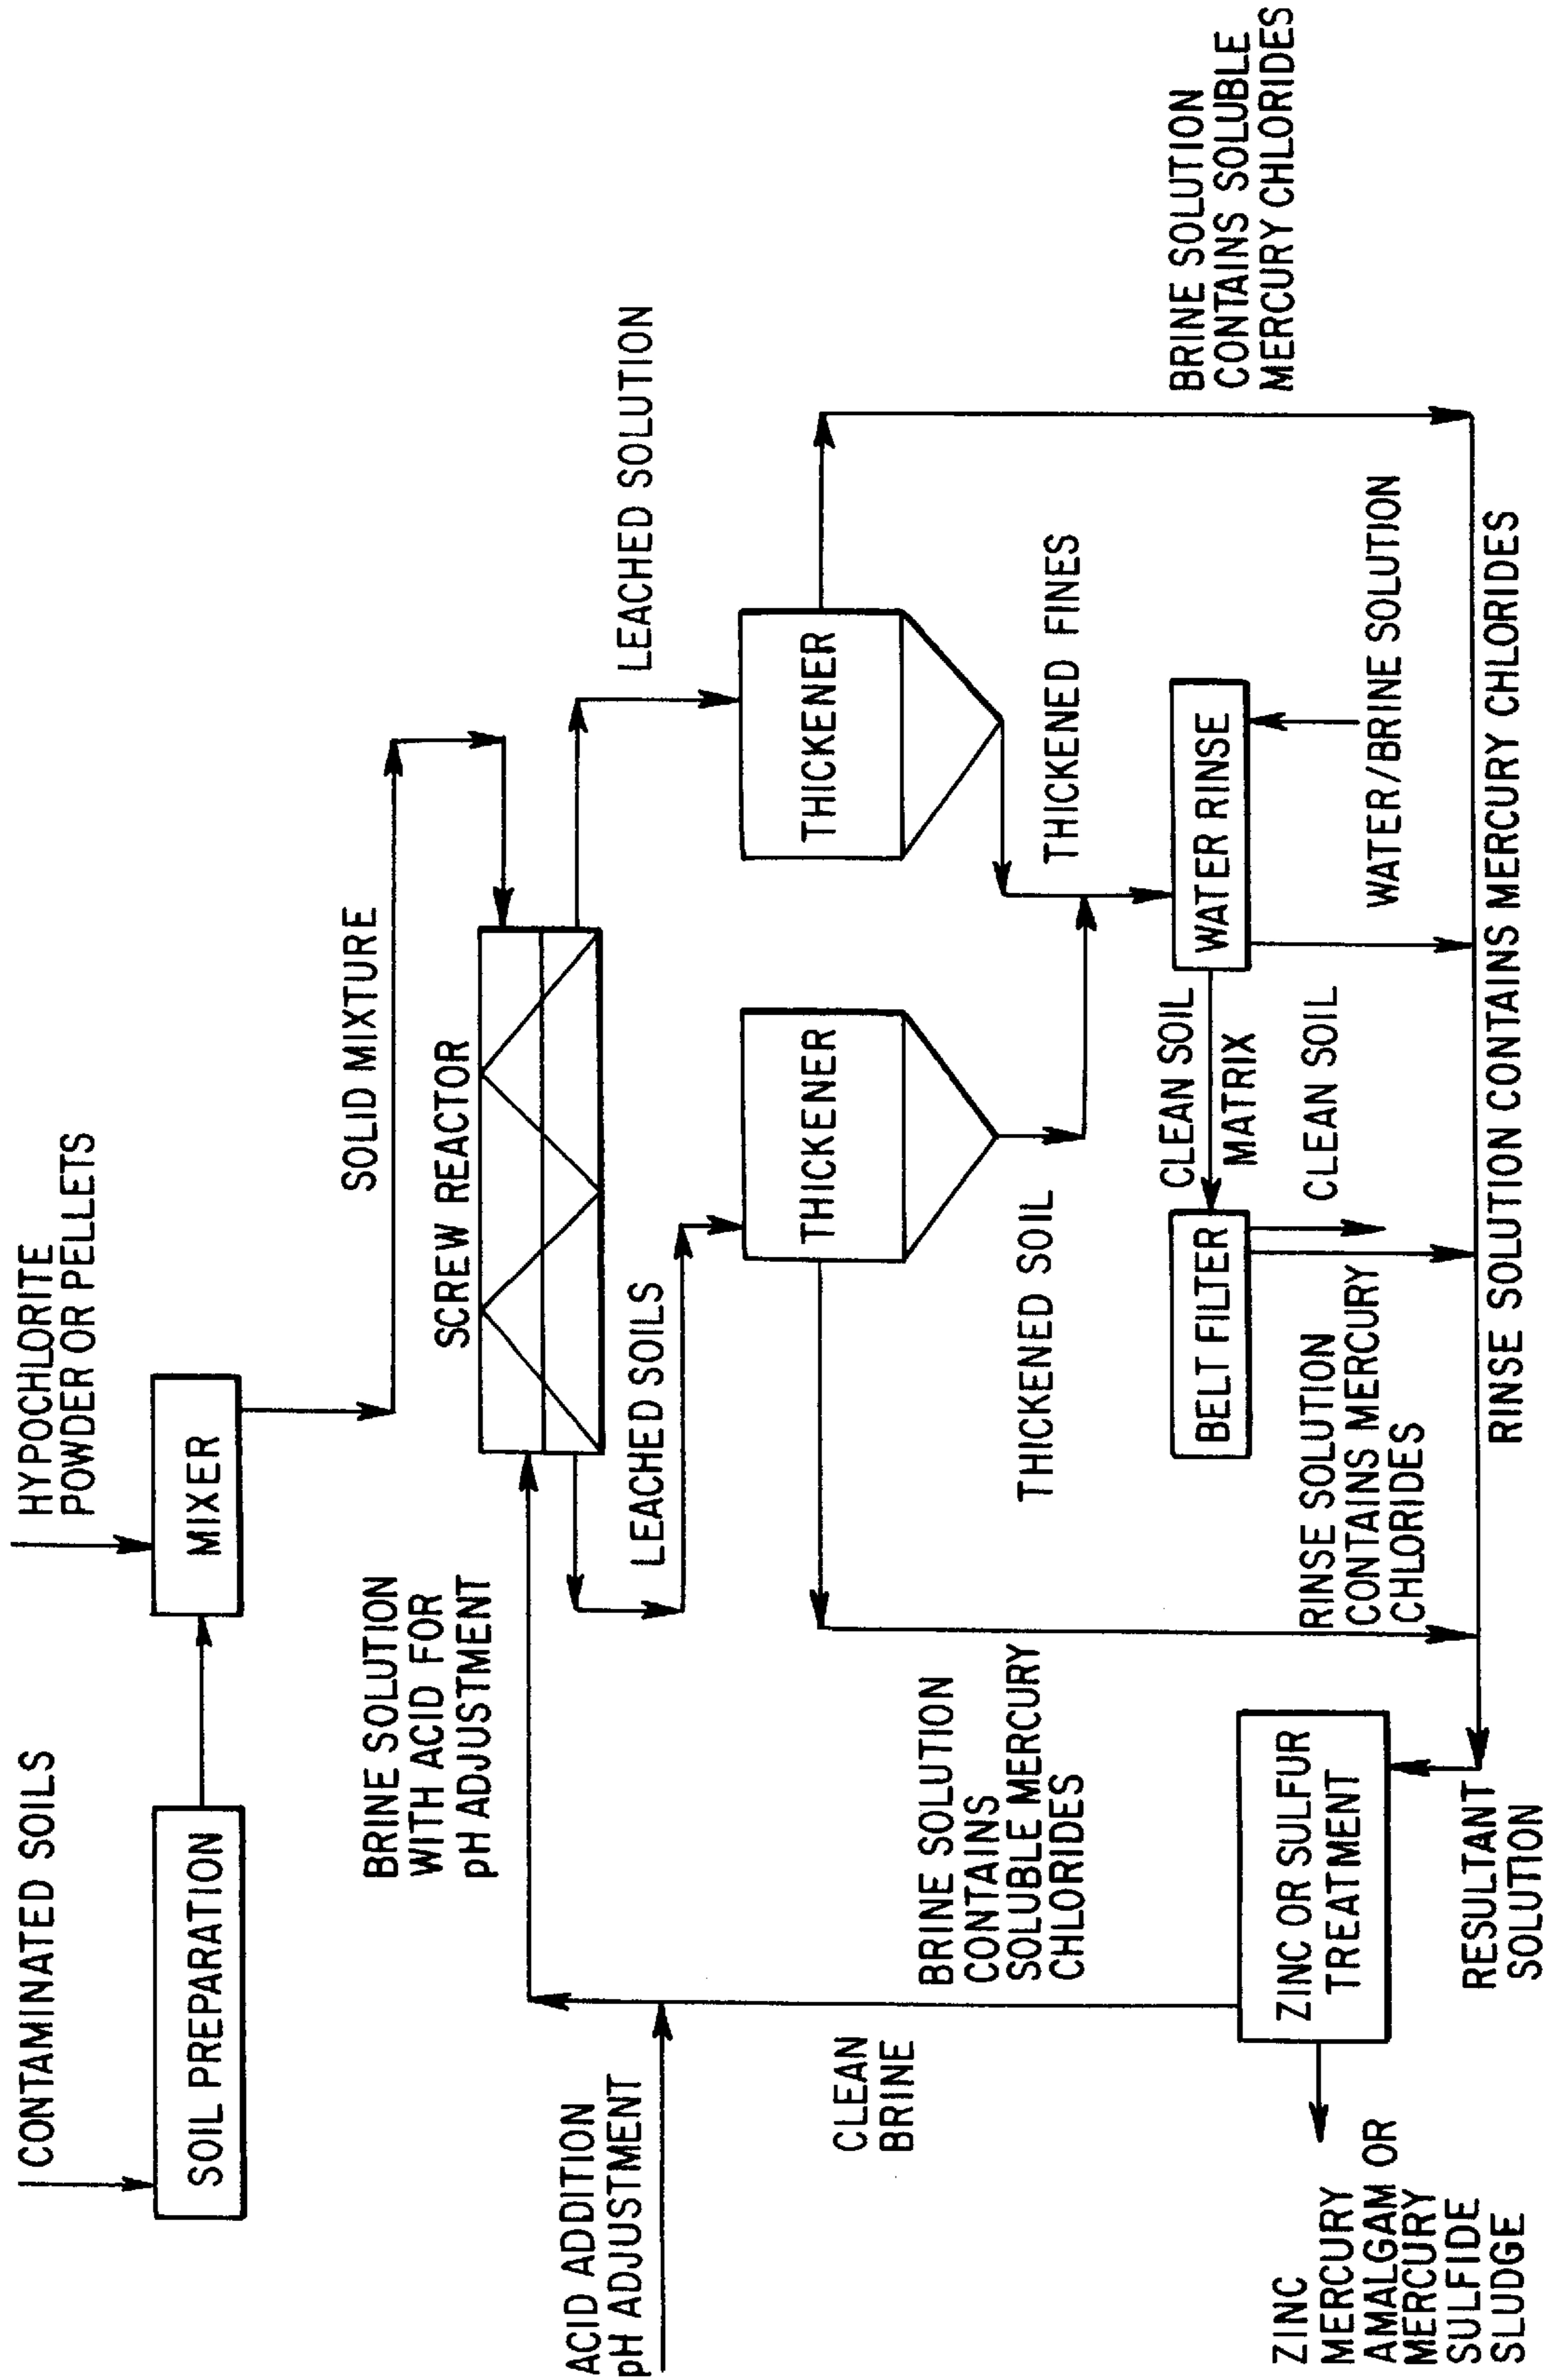 CONTAMINATED SOILS
SOIL PREPARATION
HYPOCHLORITE
POWDER OR PELLETS
MIXER
SOLID MIXTURE
BRINE SOLUTION
WITH ACID FOR
pH ADJUSTMENT
SCREW REACTOR
ACID ADDITION
pH ADJUSTMENT
LEACHED SOILS
LEACHED SOLUTION
THICKENER
THICKENER
CLEAN
BRINE
BRINE SOLUTION
CONTAINS
SOLUBLE MERCURY
CHLORIDES
THICKENED SOIL
THICKENED FINES
BRINE SOLUTION
CONTAINS SOLUBLE
MERCURY CHLORIDES
BELT FILTER
CLEAN SOIL
MATRIX
WATER RINSE
ZINC OR SULFUR
TREATMENT
ZINC
MERCURY
AMALGAM OR
MERCURY
SULFIDE
SLUDGE
RINSE SOLUTION
CONTAINS MERCURY
CHLORIDES
CLEAN SOIL
WATER/BRINE SOLUTION
RESULTANT
SOLUTION
RINSE SOLUTION CONTAINS MERCURY CHLORIDES